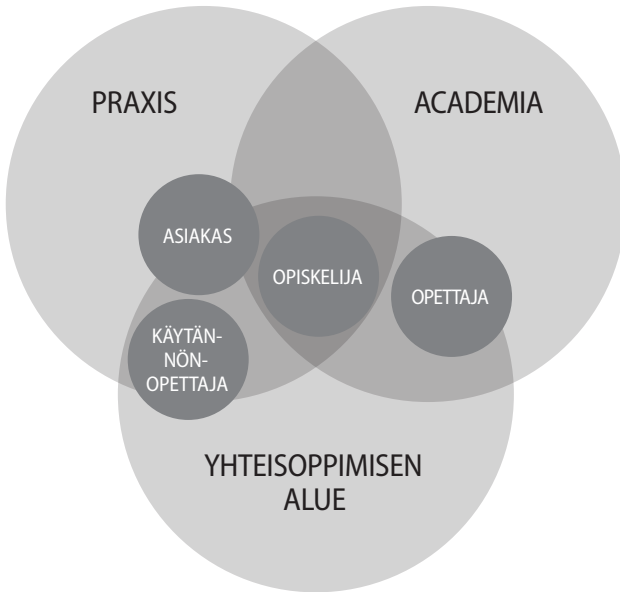 PRAXIS
ACADEMIA
ASIAKAS
OPISKELIJA
OPETTAJA
KÄYTÄN-
NÖN-
OPETTAJA
YHTEISOPPIMISEN
ALUE